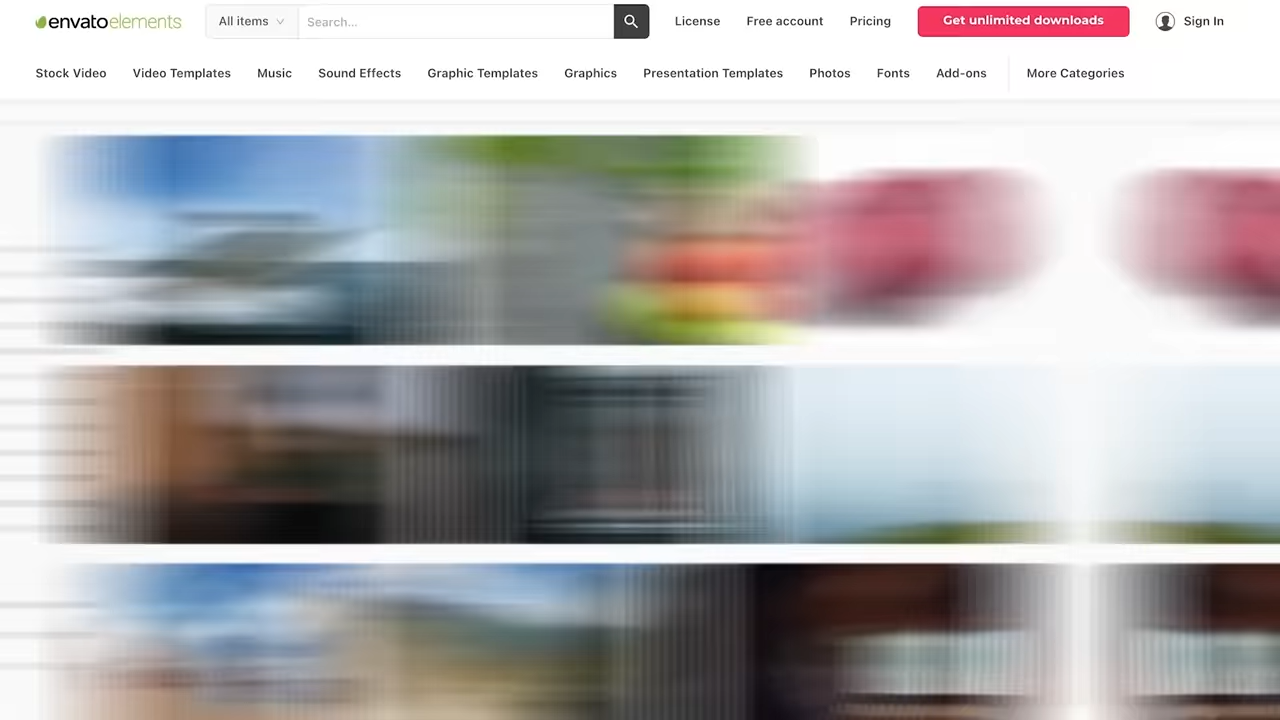 envatoelements All items Search... License Free account Pricing Get unlimited downloads Sign In
Stock Video Video Templates Music Sound Effects Graphic Templates Graphics Presentation Templates Photos Fonts Add-ons More Categories